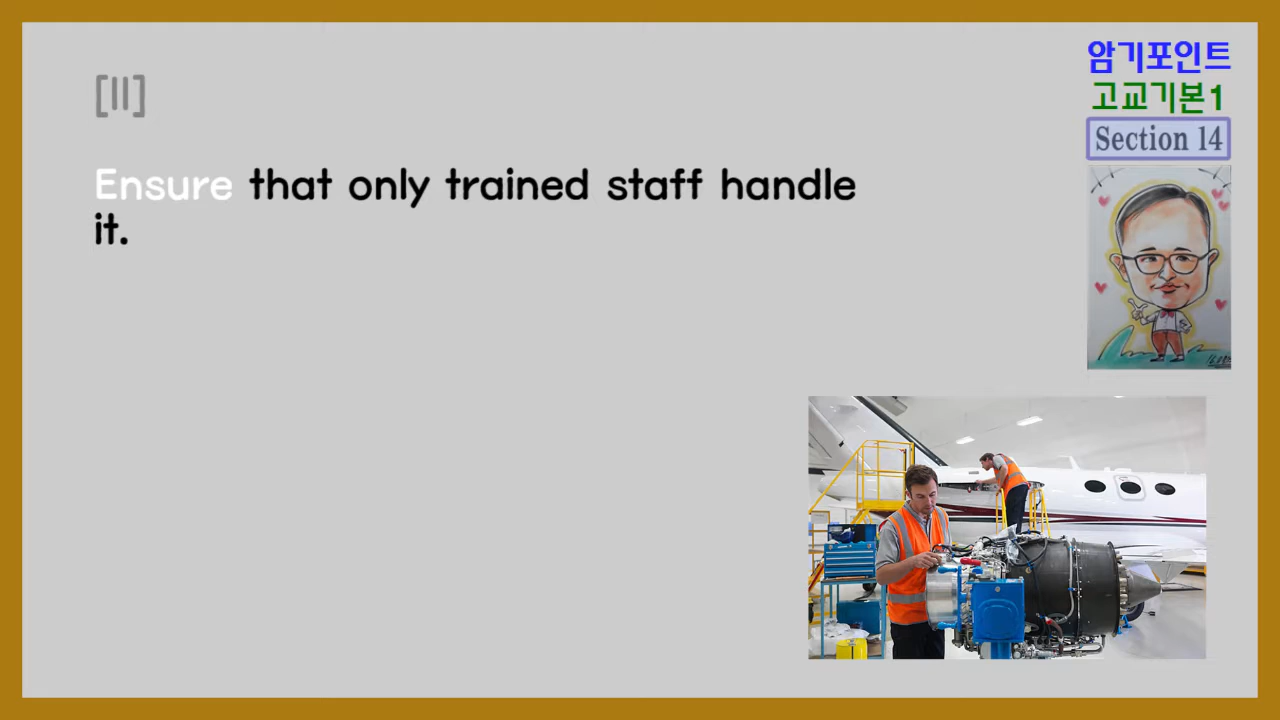 [11]
Ensure that only trained staff handle
it.
암기포인트
고교기본1
Section 14